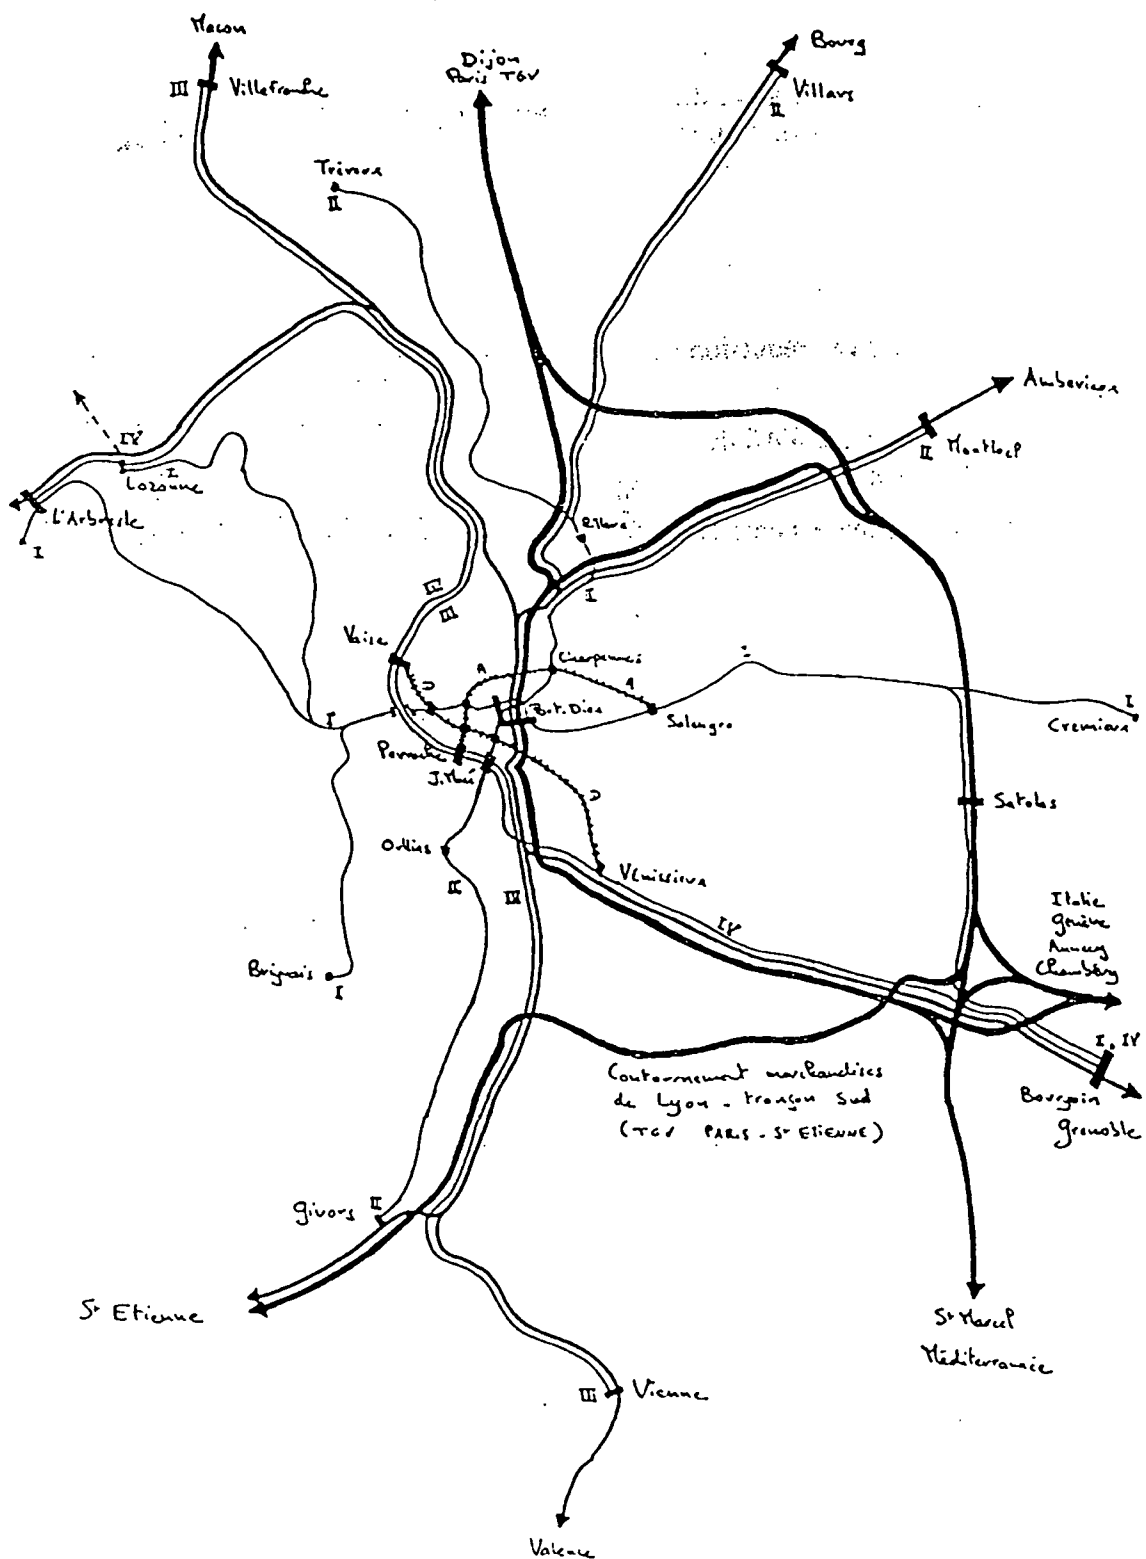 Macon
III Villefranche
Dijon
Paris TGV
Bourg
Villars
II
Trévoux
II
Ambérieux
II Montluel
IV
I
Lozanne
L'Arbresle
I
Rillieux
I
III
Vaise
Charpennes
I
A
A
D
Part. Dieu
Solengro
I
Cremieux
I
Perrache
J. Macé
D
Satolas
Oullins
II
Vénissieux
IV
Italie
Genève
Annecy
Chambéry
Brignais
I
I, IV
Bourgoin
Grenoble
Contournement marchandises
de Lyon - tronçon Sud
(TGV PARIS - St ETIENNE)
II
Givors
St Etienne
St Marcel
Méditerranée
III Vienne
Valence